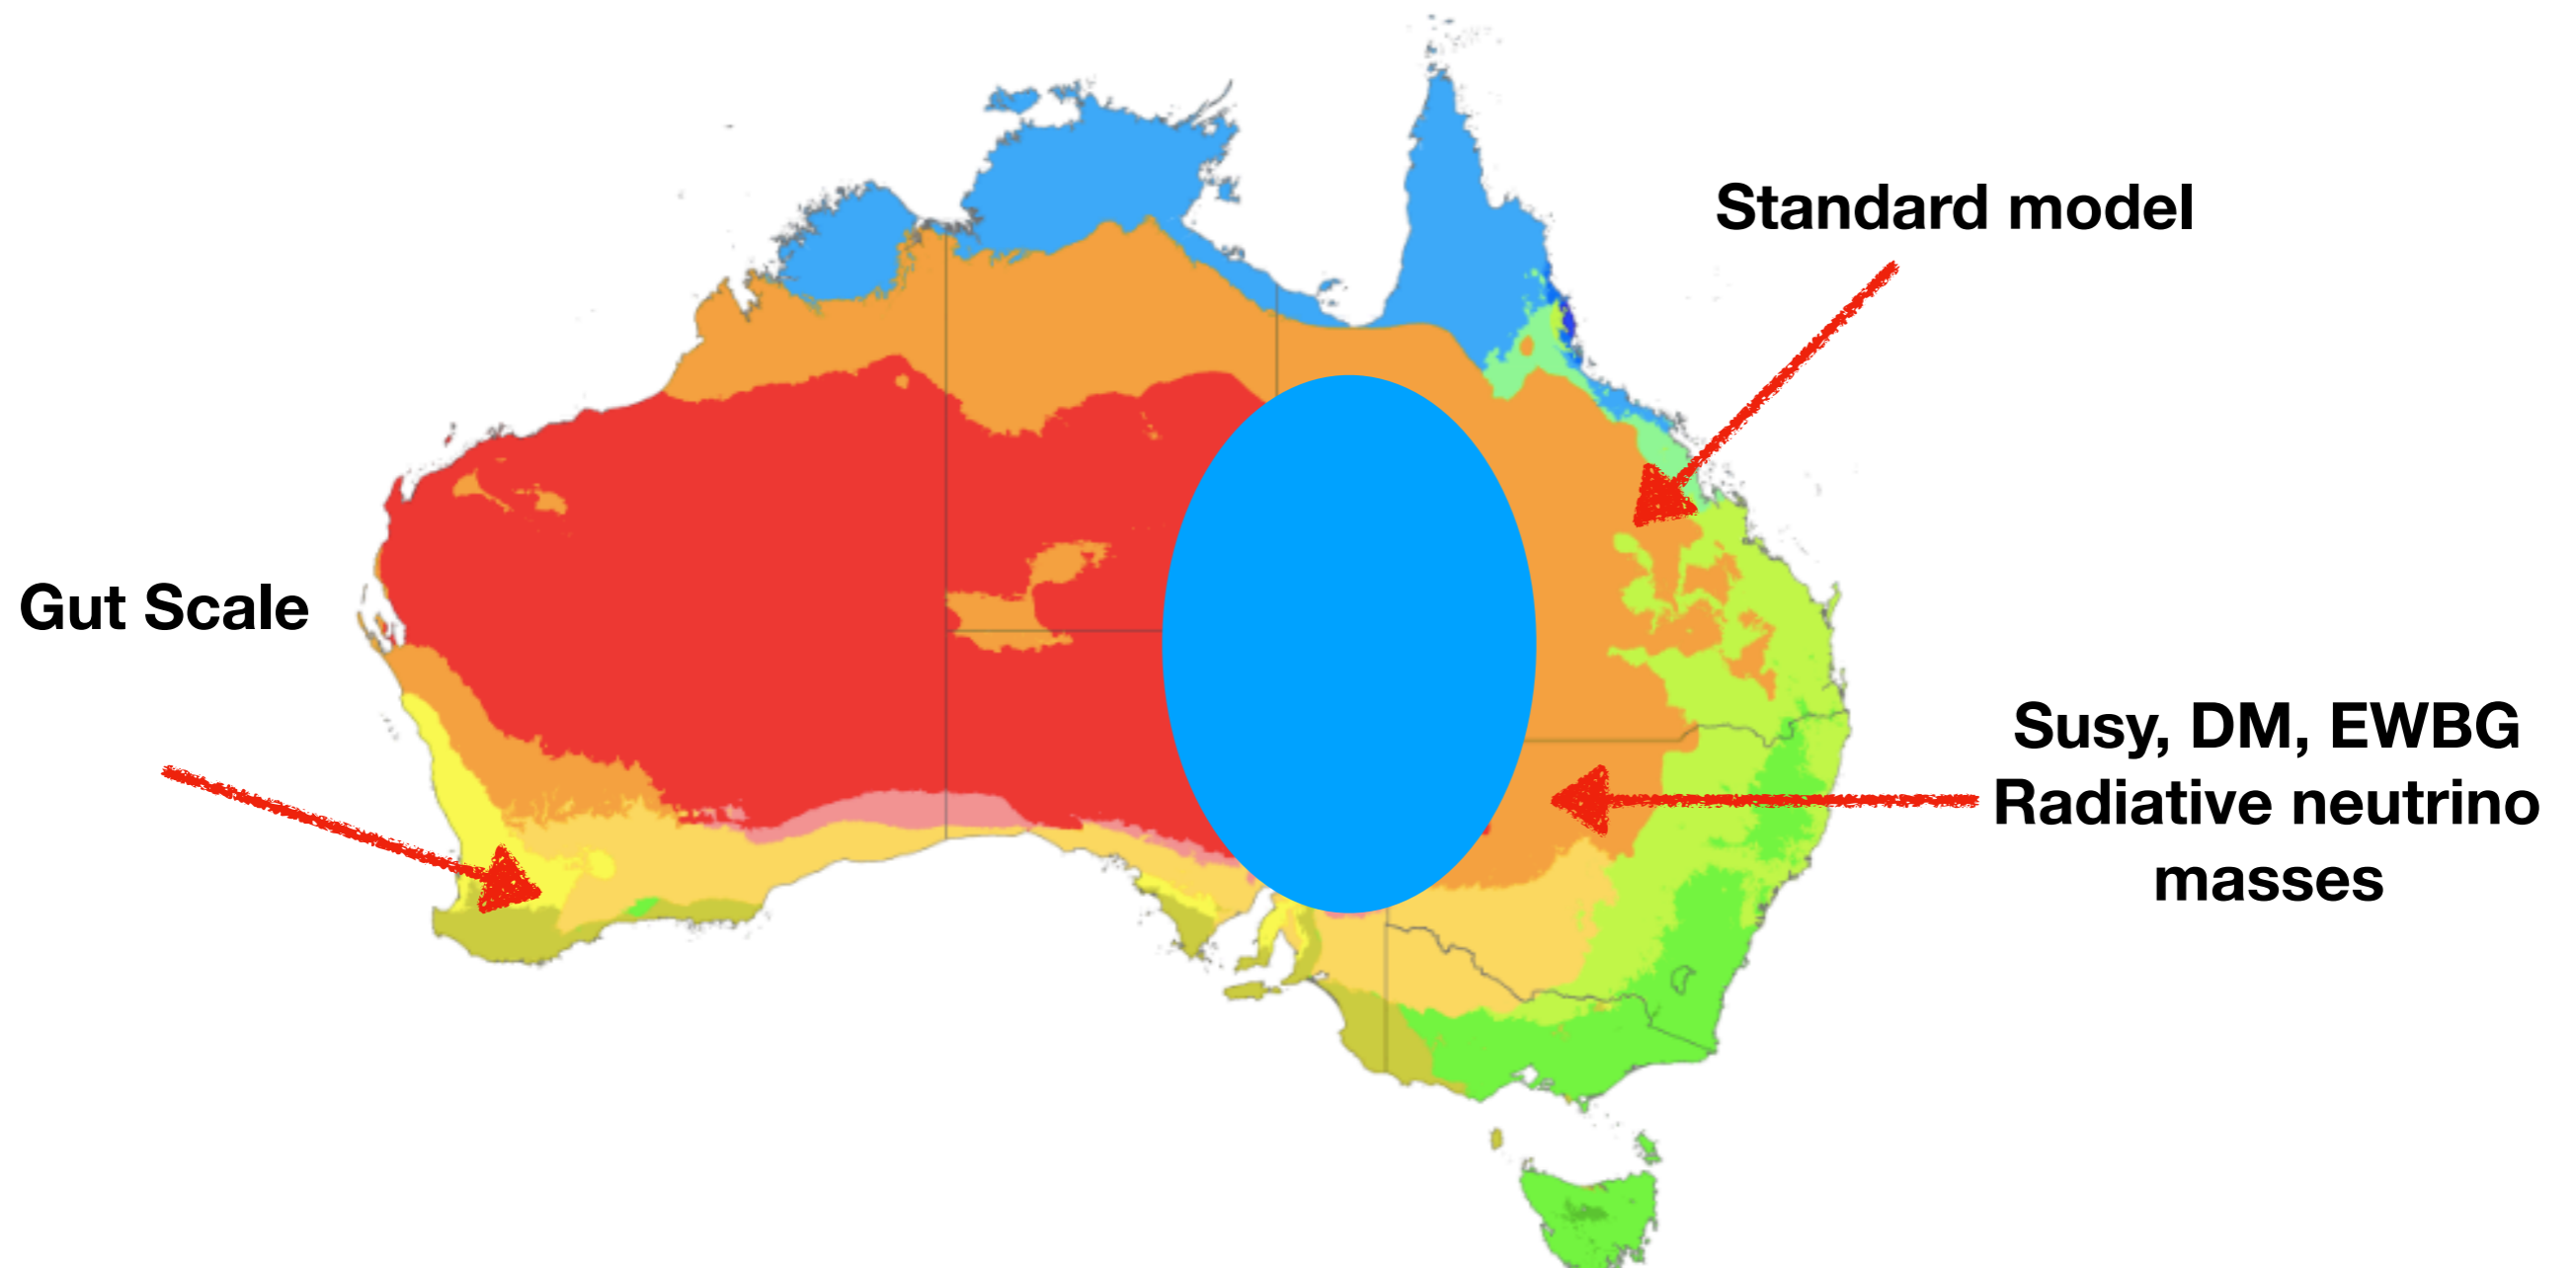 Standard model
Gut Scale
Susy, DM, EWBG
Radiative neutrino
masses